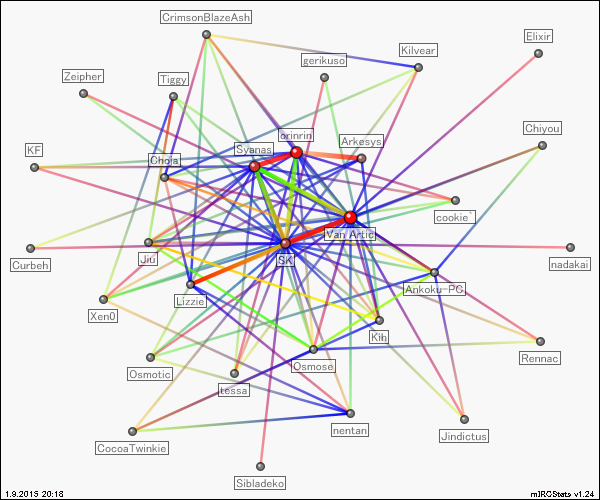 CrimsonBlazeAsh
Elixir
Kilvear
gerikuso
Zeipher
Tiggy
Chiyou
orinrin
Arkesys
Syanas
KF
Choja
cookie`
Van Artic
nadakai
Curbeh
Jiu
SK
Ankoku-PC
Lizzie
Xen0
Kih
Rennac
Osmose
Osmotic
tessa
nentan
Jindictus
CocoaTwinkie
Sibladeko
1.9.2015 20:18
mIRCStats v1.24